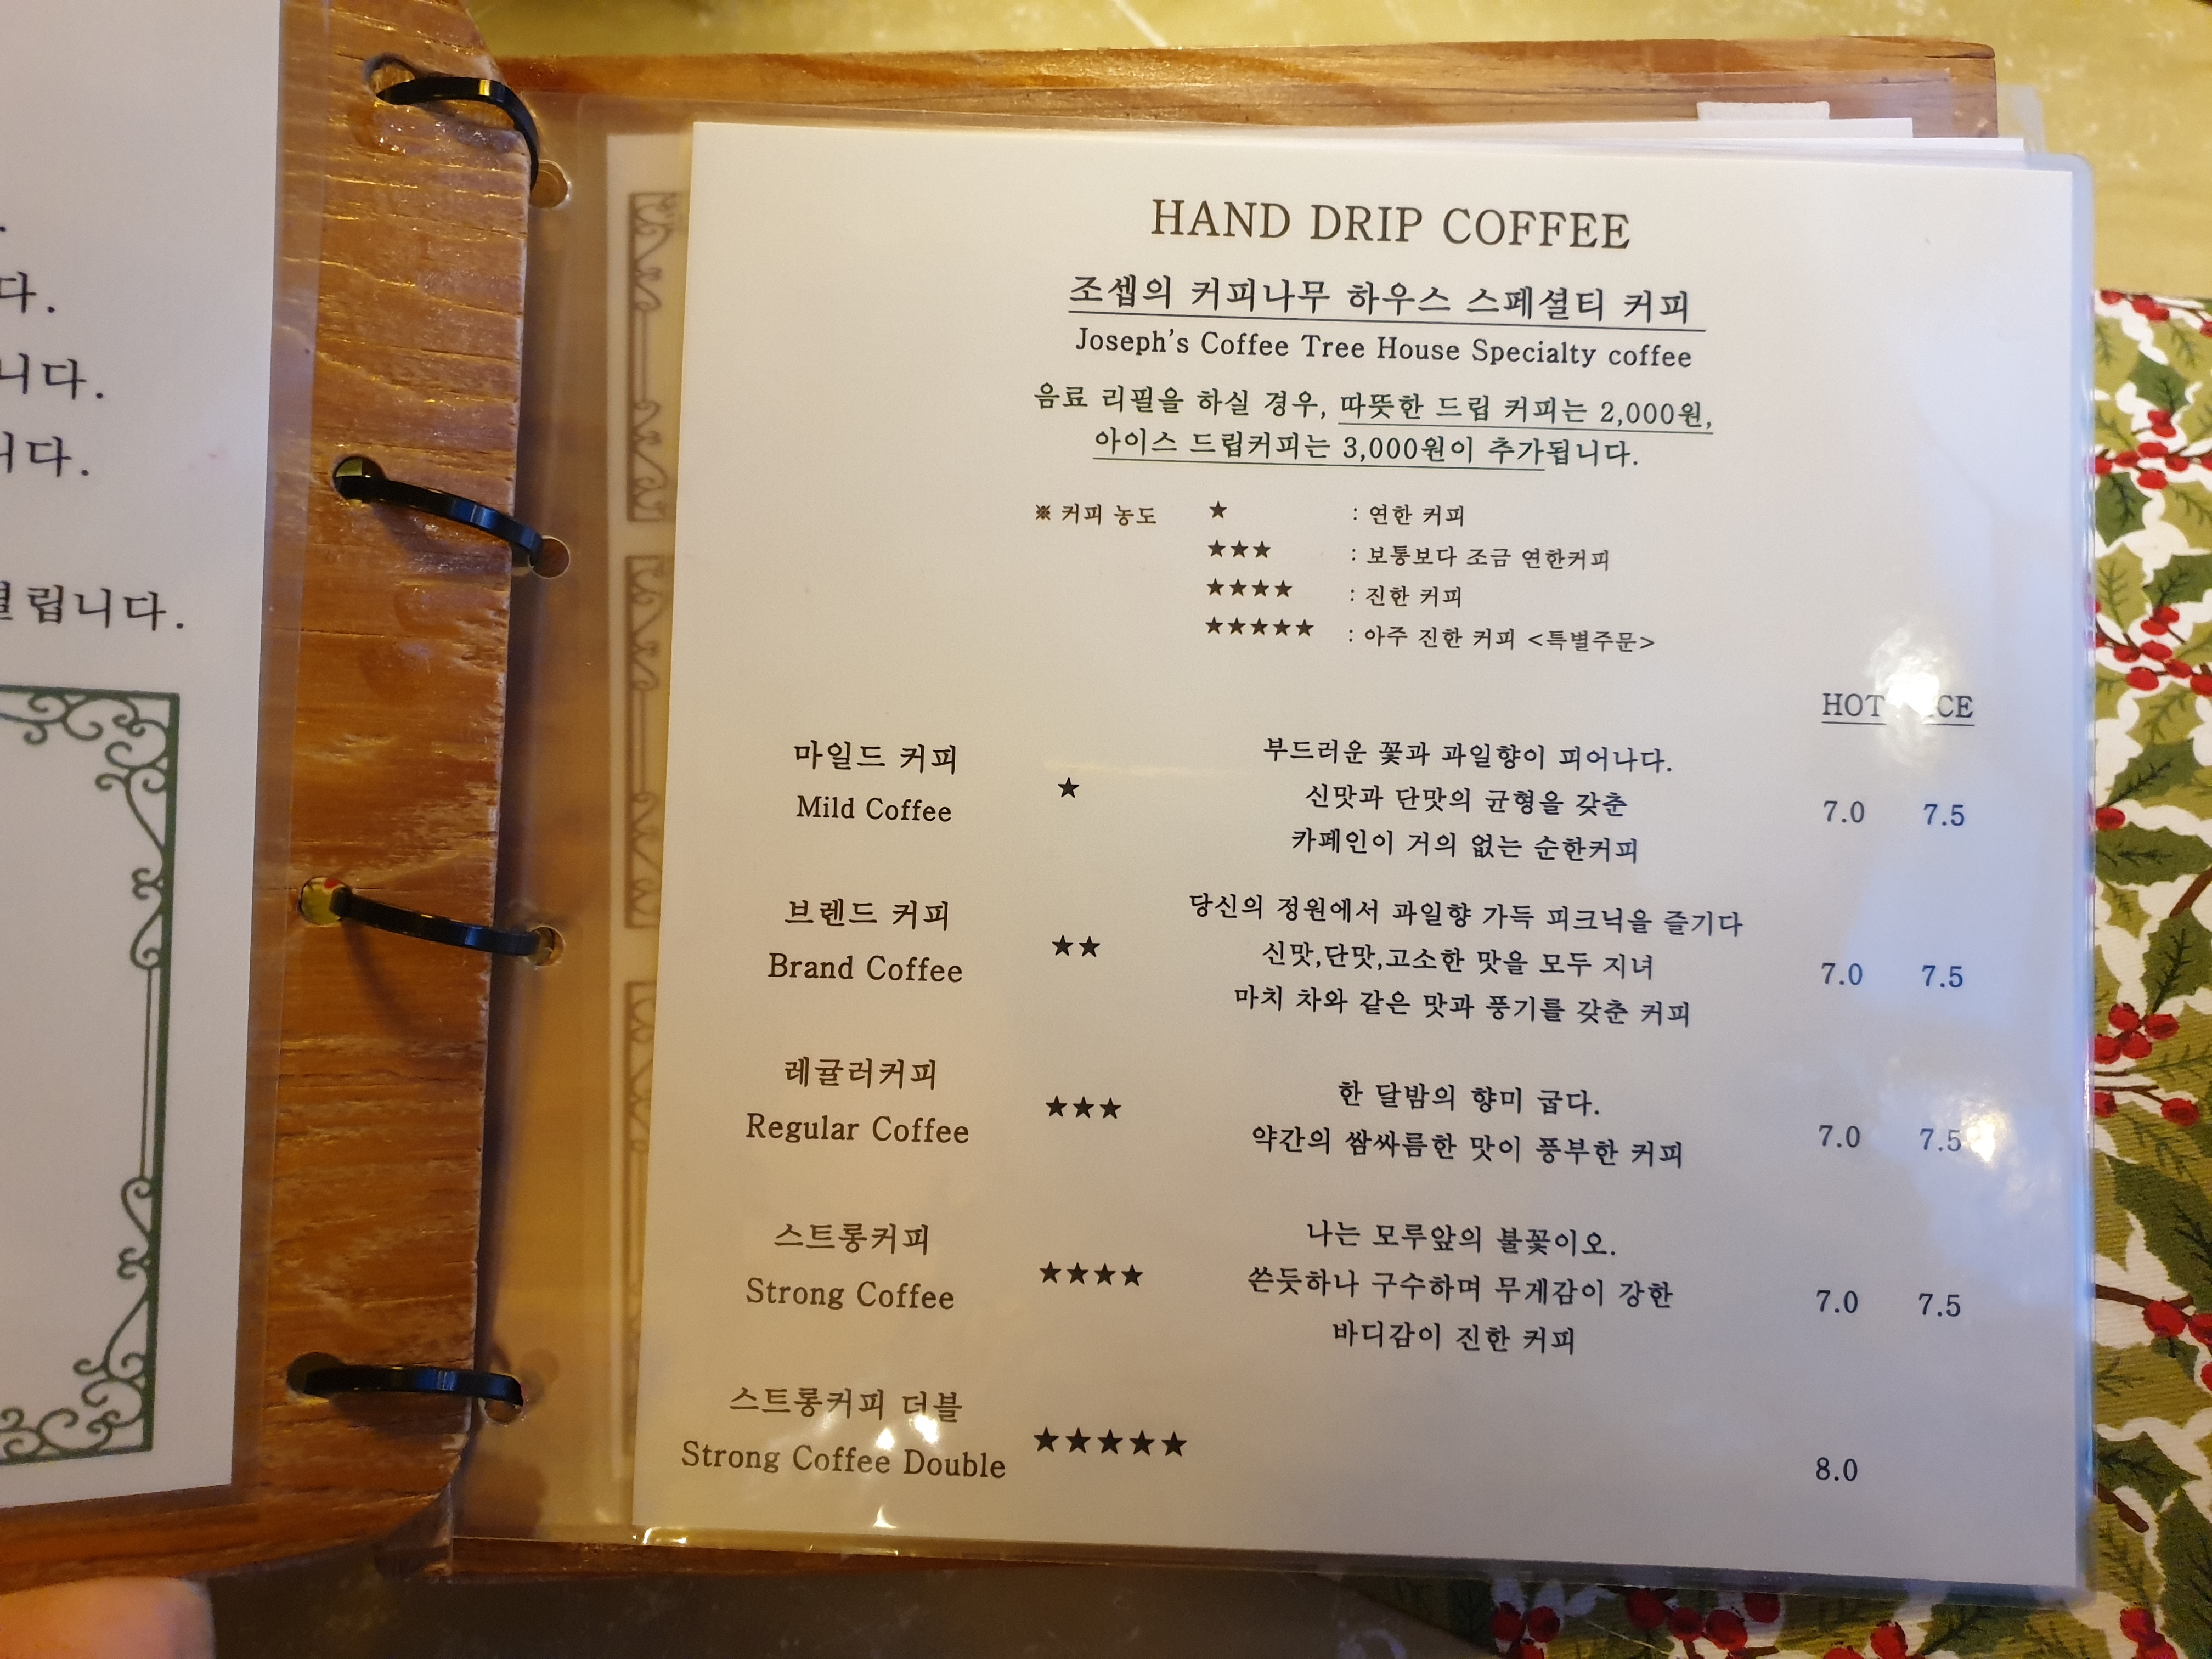 다.
니다.
니다.
립니다.
HAND DRIP COFFEE
조셉의 커피나무 하우스 스페셜티 커피
Joseph's Coffee Tree House Specialty coffee
음료 리필을 하실 경우, 따뜻한 드립 커피는 2,000원,
아이스 드립커피는 3,000원이 추가됩니다.
※ 커피 농도 ★ : 연한 커피
★★★ : 보통보다 조금 연한커피
★★★★ : 진한 커피
★★★★★ : 아주 진한 커피 <특별주문>
HOT ICE
마일드 커피
Mild Coffee
★
부드러운 꽃과 과일향이 피어나다.
신맛과 단맛의 균형을 갖춘
카페인이 거의 없는 순한커피
7.0 7.5
브렌드 커피
Brand Coffee
★★
당신의 정원에서 과일향 가득 피크닉을 즐기다
신맛,단맛,고소한 맛을 모두 지녀
마치 차와 같은 맛과 풍기를 갖춘 커피
7.0 7.5
레귤러커피
Regular Coffee
★★★
한 달밤의 향미 굽다.
약간의 쌈싸름한 맛이 풍부한 커피
7.0 7.5
스트롱커피
Strong Coffee
★★★★
나는 모루앞의 불꽃이오.
쓴듯하나 구수하며 무게감이 강한
바디감이 진한 커피
7.0 7.5
스트롱커피 더블
Strong Coffee Double
★★★★★
8.0